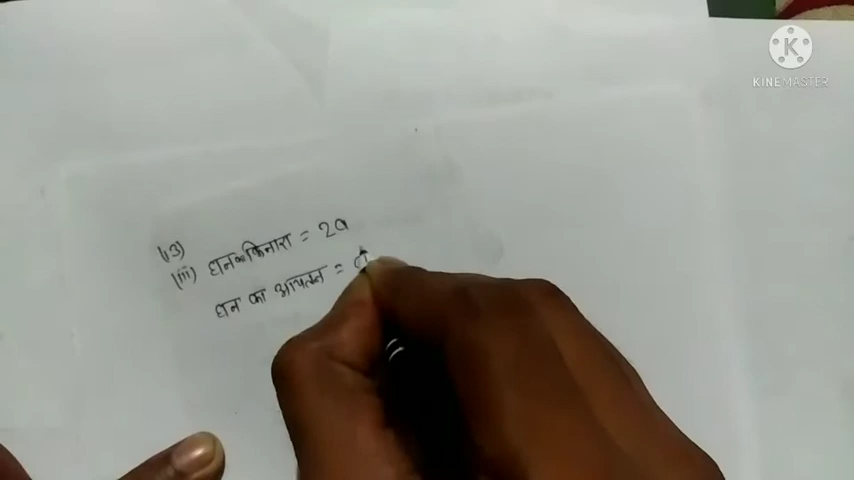 KINEMASTER
(13)
(iii) घन का किनारा = 2a
घन का आयतन =